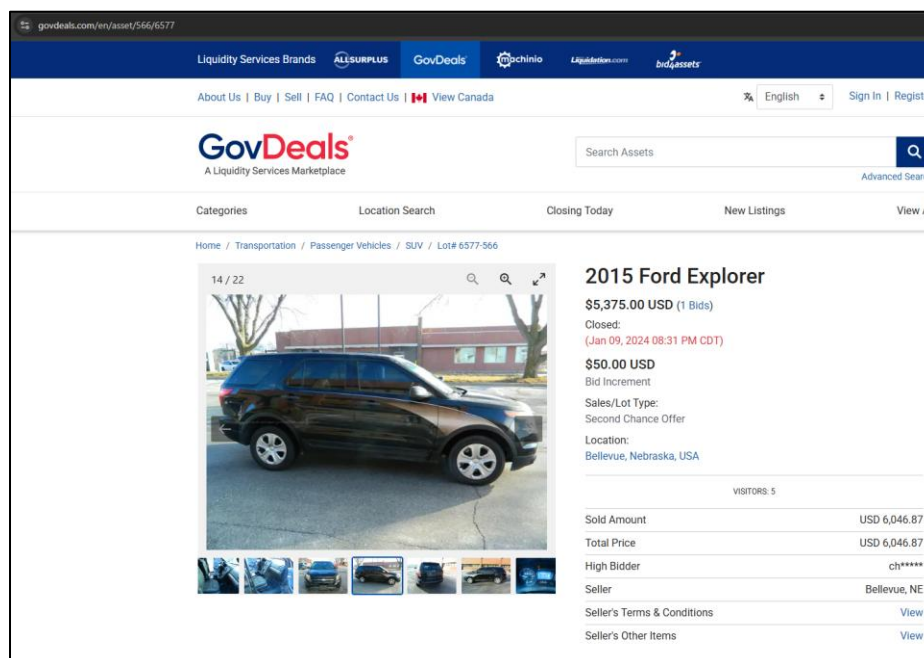 govdeals.com/en/asset/566/6577
Liquidity Services Brands ALLSURPLUS GovDeals machinio Liquidation.com bid4assets
About Us | Buy | Sell | FAQ | Contact Us | View Canada English Sign In | Regist
GovDeals®
A Liquidity Services Marketplace
Search Assets
Advanced Sear
Categories Location Search Closing Today New Listings View
Home / Transportation / Passenger Vehicles / SUV / Lot# 6577-566
14 / 22
2015 Ford Explorer
$5,375.00 USD (1 Bids)
Closed:
(Jan 09, 2024 08:31 PM CDT)
$50.00 USD
Bid Increment
Sales/Lot Type:
Second Chance Offer
Location:
Bellevue, Nebraska, USA
VISITORS: 5
Sold Amount USD 6,046.87
Total Price USD 6,046.87
High Bidder ch*****
Seller Bellevue, NE
Seller's Terms & Conditions View
Seller's Other Items View